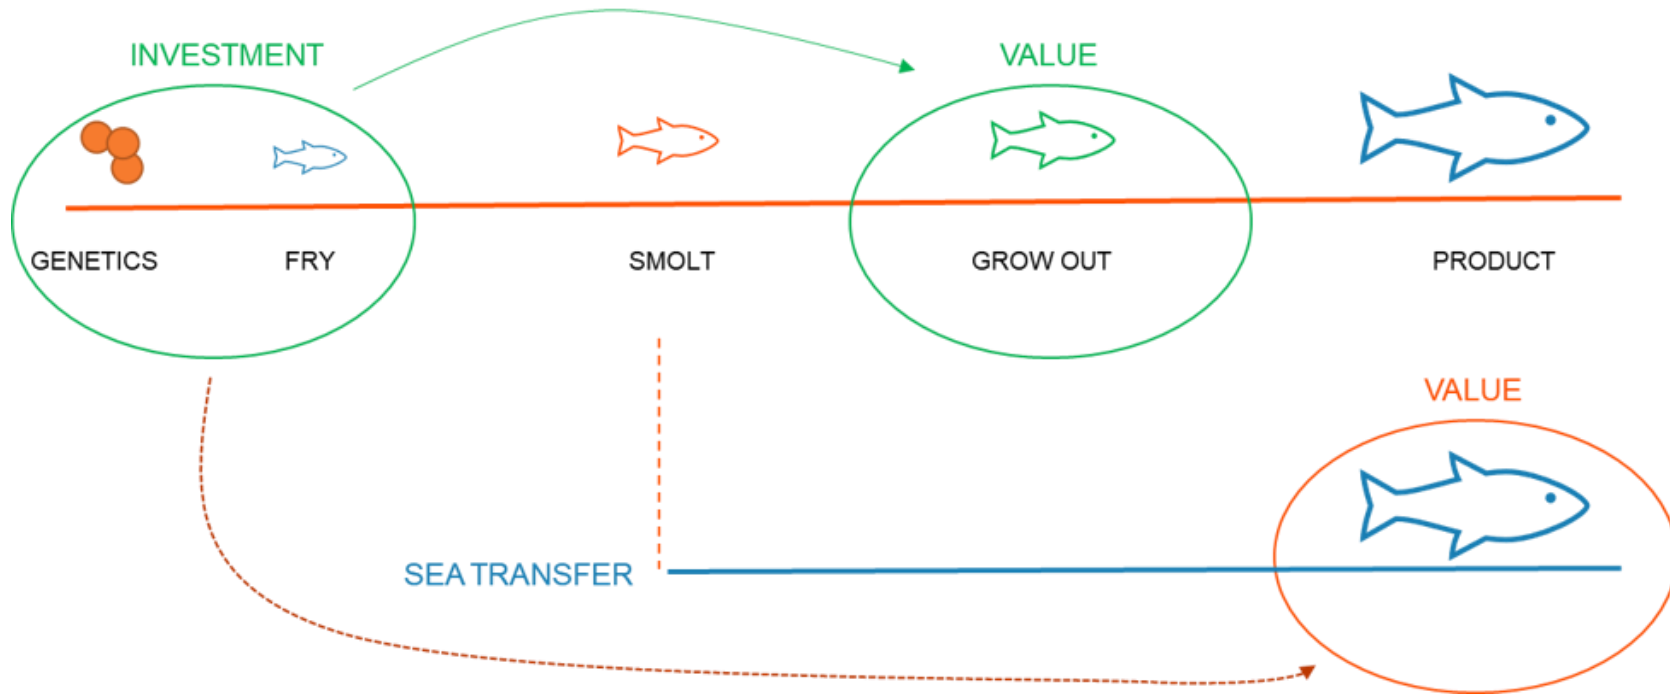 INVESTMENT
VALUE
GENETICS
FRY
SMOLT
GROW OUT
PRODUCT
VALUE
SEA TRANSFER